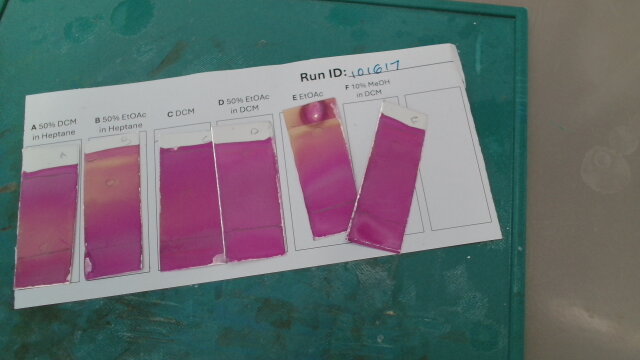 Run ID: 101617
A 50% DCM
in Heptane
B 50% EtOAc
in Heptane
C DCM
D 50% EtOAc
in DCM
E EtOAc
F 10% MeOH
in DCM
A
D
C